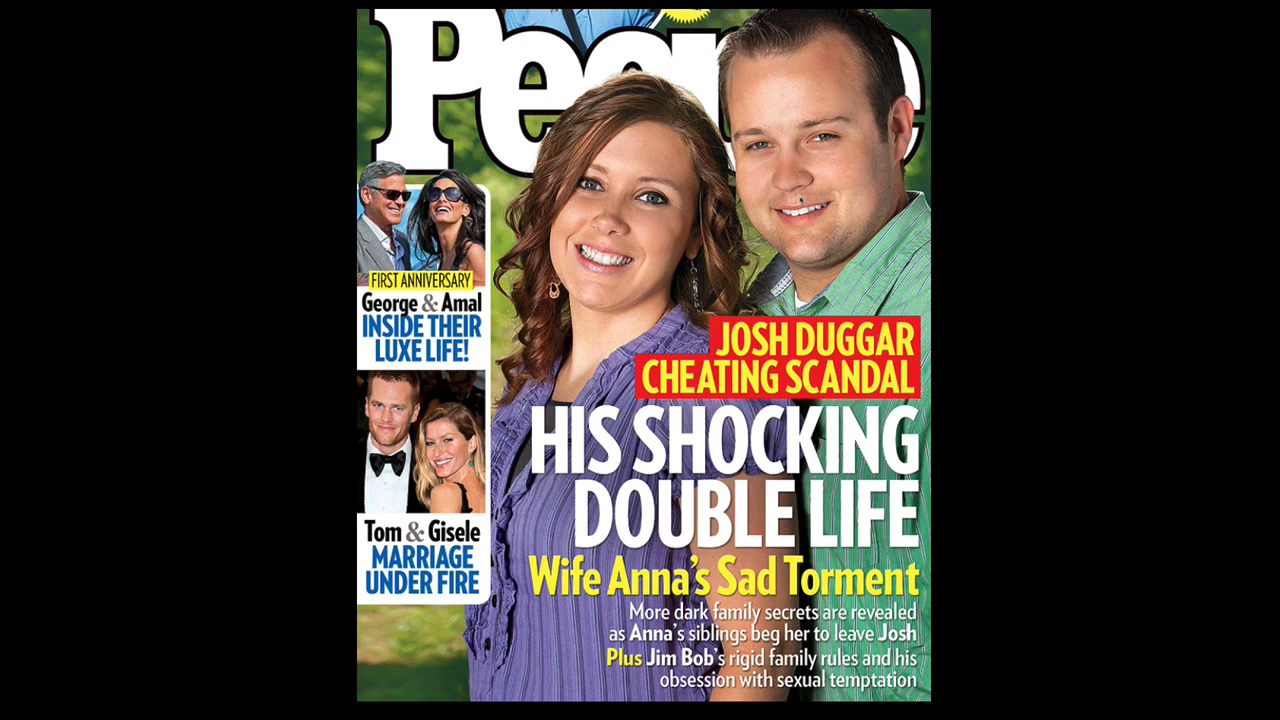 People
FIRST ANNIVERSARY
George & Amal
INSIDE THEIR
LUXE LIFE!
Tom & Gisele
MARRIAGE
UNDER FIRE
JOSH DUGGAR
CHEATING SCANDAL
HIS SHOCKING
DOUBLE LIFE
Wife Anna's Sad Torment
More dark family secrets are revealed
as Anna's siblings beg her to leave Josh
Plus Jim Bob's rigid family rules and his
obsession with sexual temptation